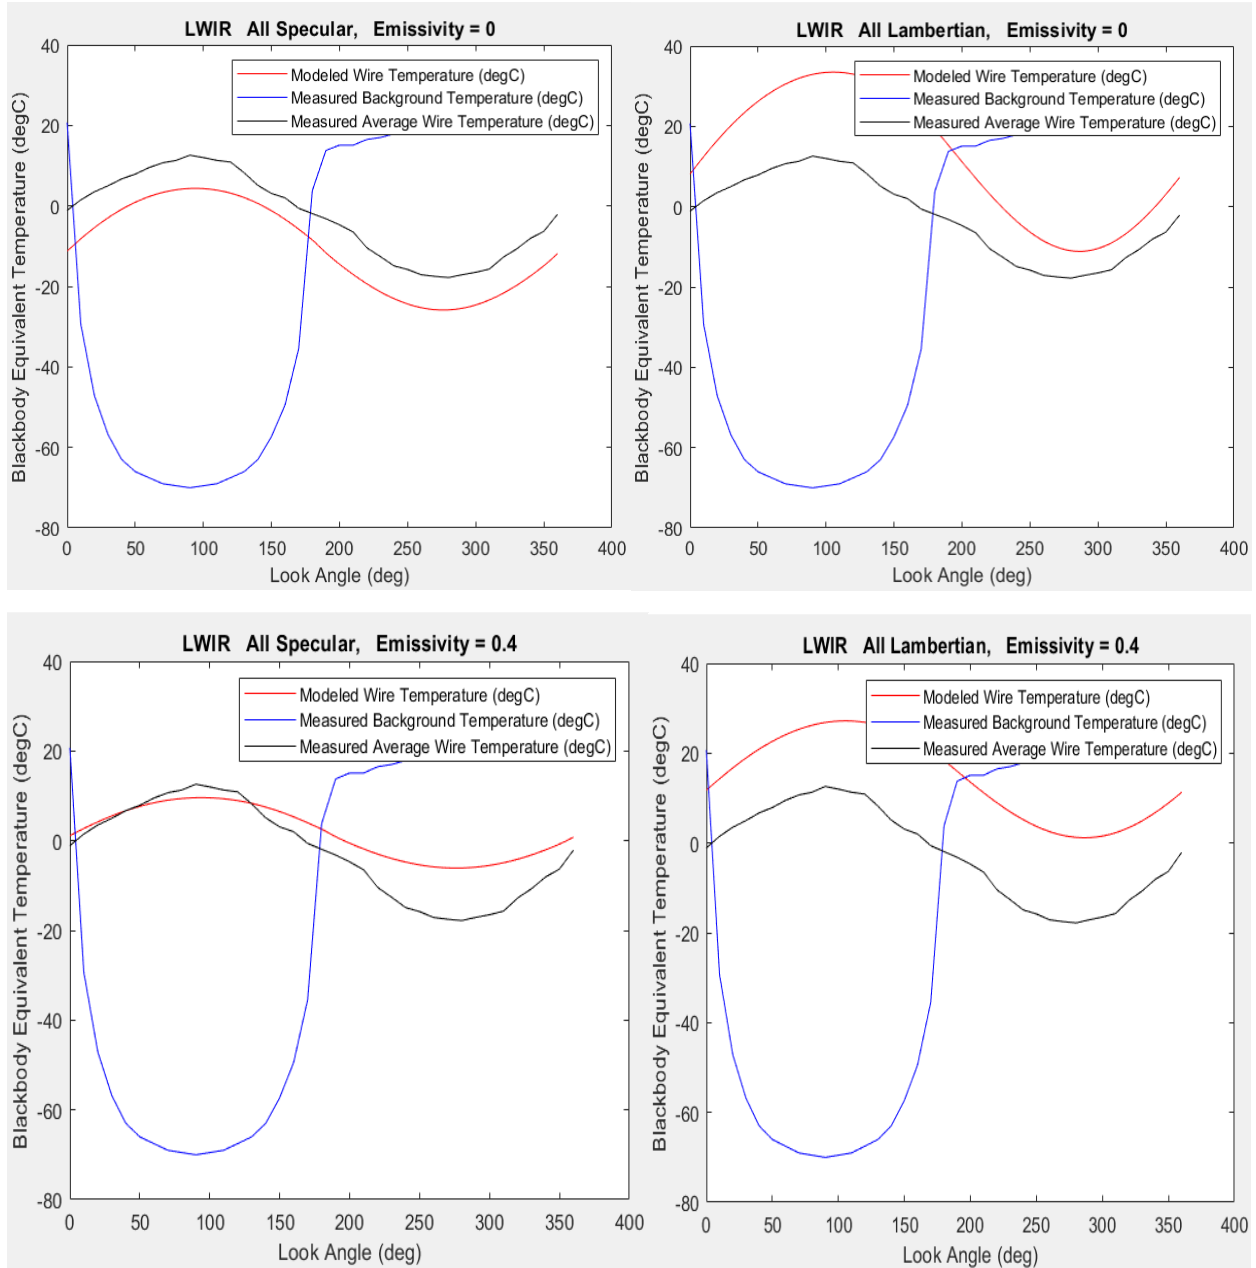 LWIR   All Specular,   Emissivity = 0
Modeled Wire Temperature (degC)
Measured Background Temperature (degC)
Measured Average Wire Temperature (degC)
Blackbody Equivalent Temperature (degC)
40
20
0
-20
-40
-60
-80
0 50 100 150 200 250 300 350 400
Look Angle (deg)
LWIR   All Lambertian,   Emissivity = 0
Modeled Wire Temperature (degC)
Measured Background Temperature (degC)
Measured Average Wire Temperature (degC)
Blackbody Equivalent Temperature (degC)
40
20
0
-20
-40
-60
-80
0 50 100 150 200 250 300 350 400
Look Angle (deg)
LWIR   All Specular,   Emissivity = 0.4
Modeled Wire Temperature (degC)
Measured Background Temperature (degC)
Measured Average Wire Temperature (degC)
Blackbody Equivalent Temperature (degC)
40
20
0
-20
-40
-60
-80
0 50 100 150 200 250 300 350 400
Look Angle (deg)
LWIR   All Lambertian,   Emissivity = 0.4
Modeled Wire Temperature (degC)
Measured Background Temperature (degC)
Measured Average Wire Temperature (degC)
Blackbody Equivalent Temperature (degC)
40
20
0
-20
-40
-60
-80
0 50 100 150 200 250 300 350 400
Look Angle (deg)